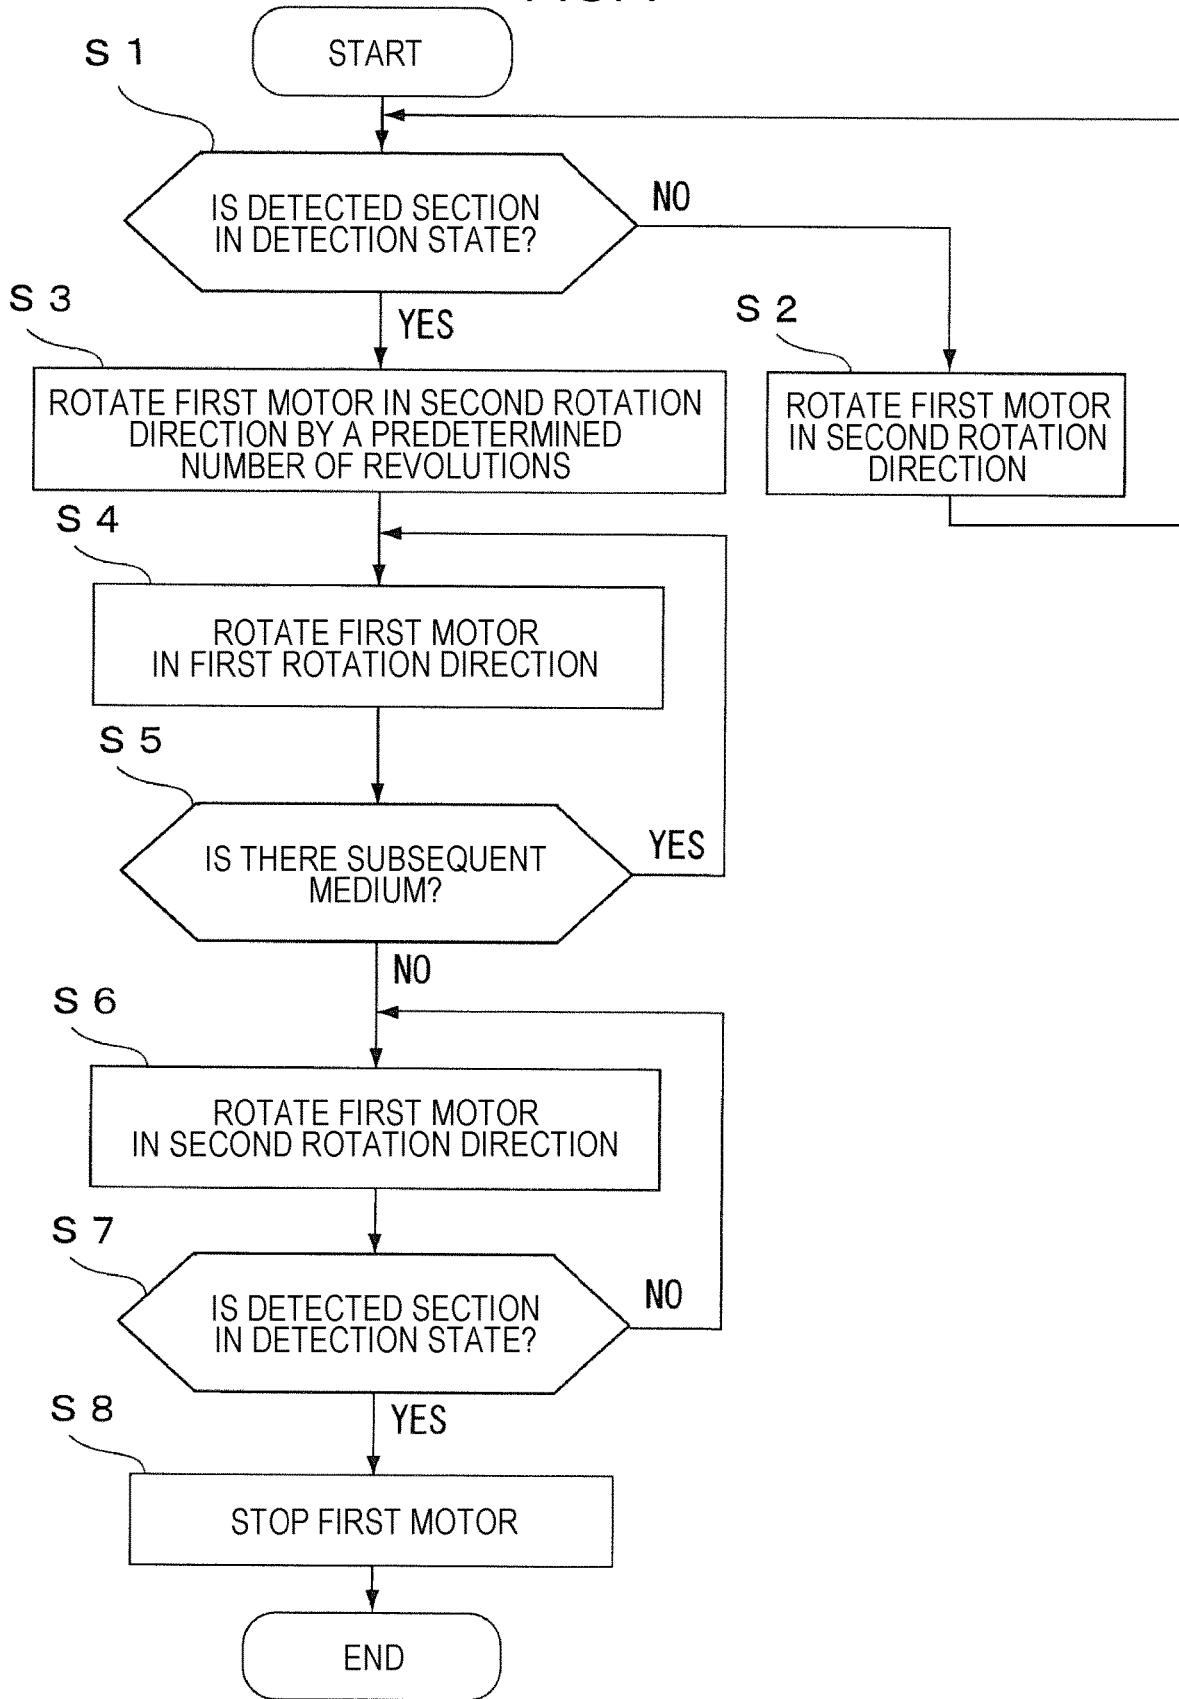 START
S 1
IS DETECTED SECTION
IN DETECTION STATE?
NO
YES
S 3
S 2
ROTATE FIRST MOTOR IN SECOND ROTATION
DIRECTION BY A PREDETERMINED
NUMBER OF REVOLUTIONS
ROTATE FIRST MOTOR
IN SECOND ROTATION
DIRECTION
S 4
ROTATE FIRST MOTOR
IN FIRST ROTATION DIRECTION
S 5
IS THERE SUBSEQUENT
MEDIUM?
YES
NO
S 6
ROTATE FIRST MOTOR
IN SECOND ROTATION DIRECTION
S 7
IS DETECTED SECTION
IN DETECTION STATE?
NO
YES
S 8
STOP FIRST MOTOR
END